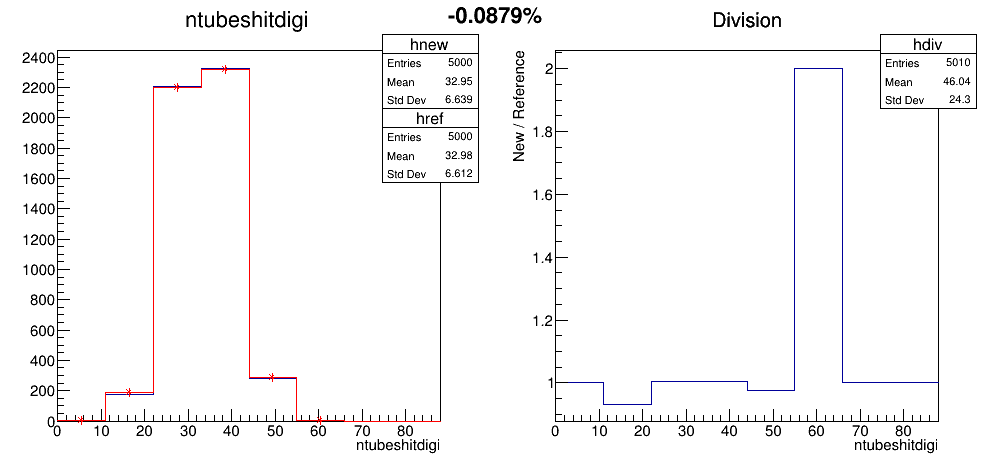 -0.0879%
ntubeshitdigi
hnew
Entries 5000
Mean 32.95
Std Dev 6.639
href
Entries 5000
Mean 32.98
Std Dev 6.612
2400
2200
2000
1800
1600
1400
1200
1000
800
600
400
200
0
0 10 20 30 40 50 60 70 80
ntubeshitdigi
Division
hdiv
Entries 5010
Mean 46.04
Std Dev 24.3
New / Reference
2
1.8
1.6
1.4
1.2
1
0 10 20 30 40 50 60 70 80
ntubeshitdigi